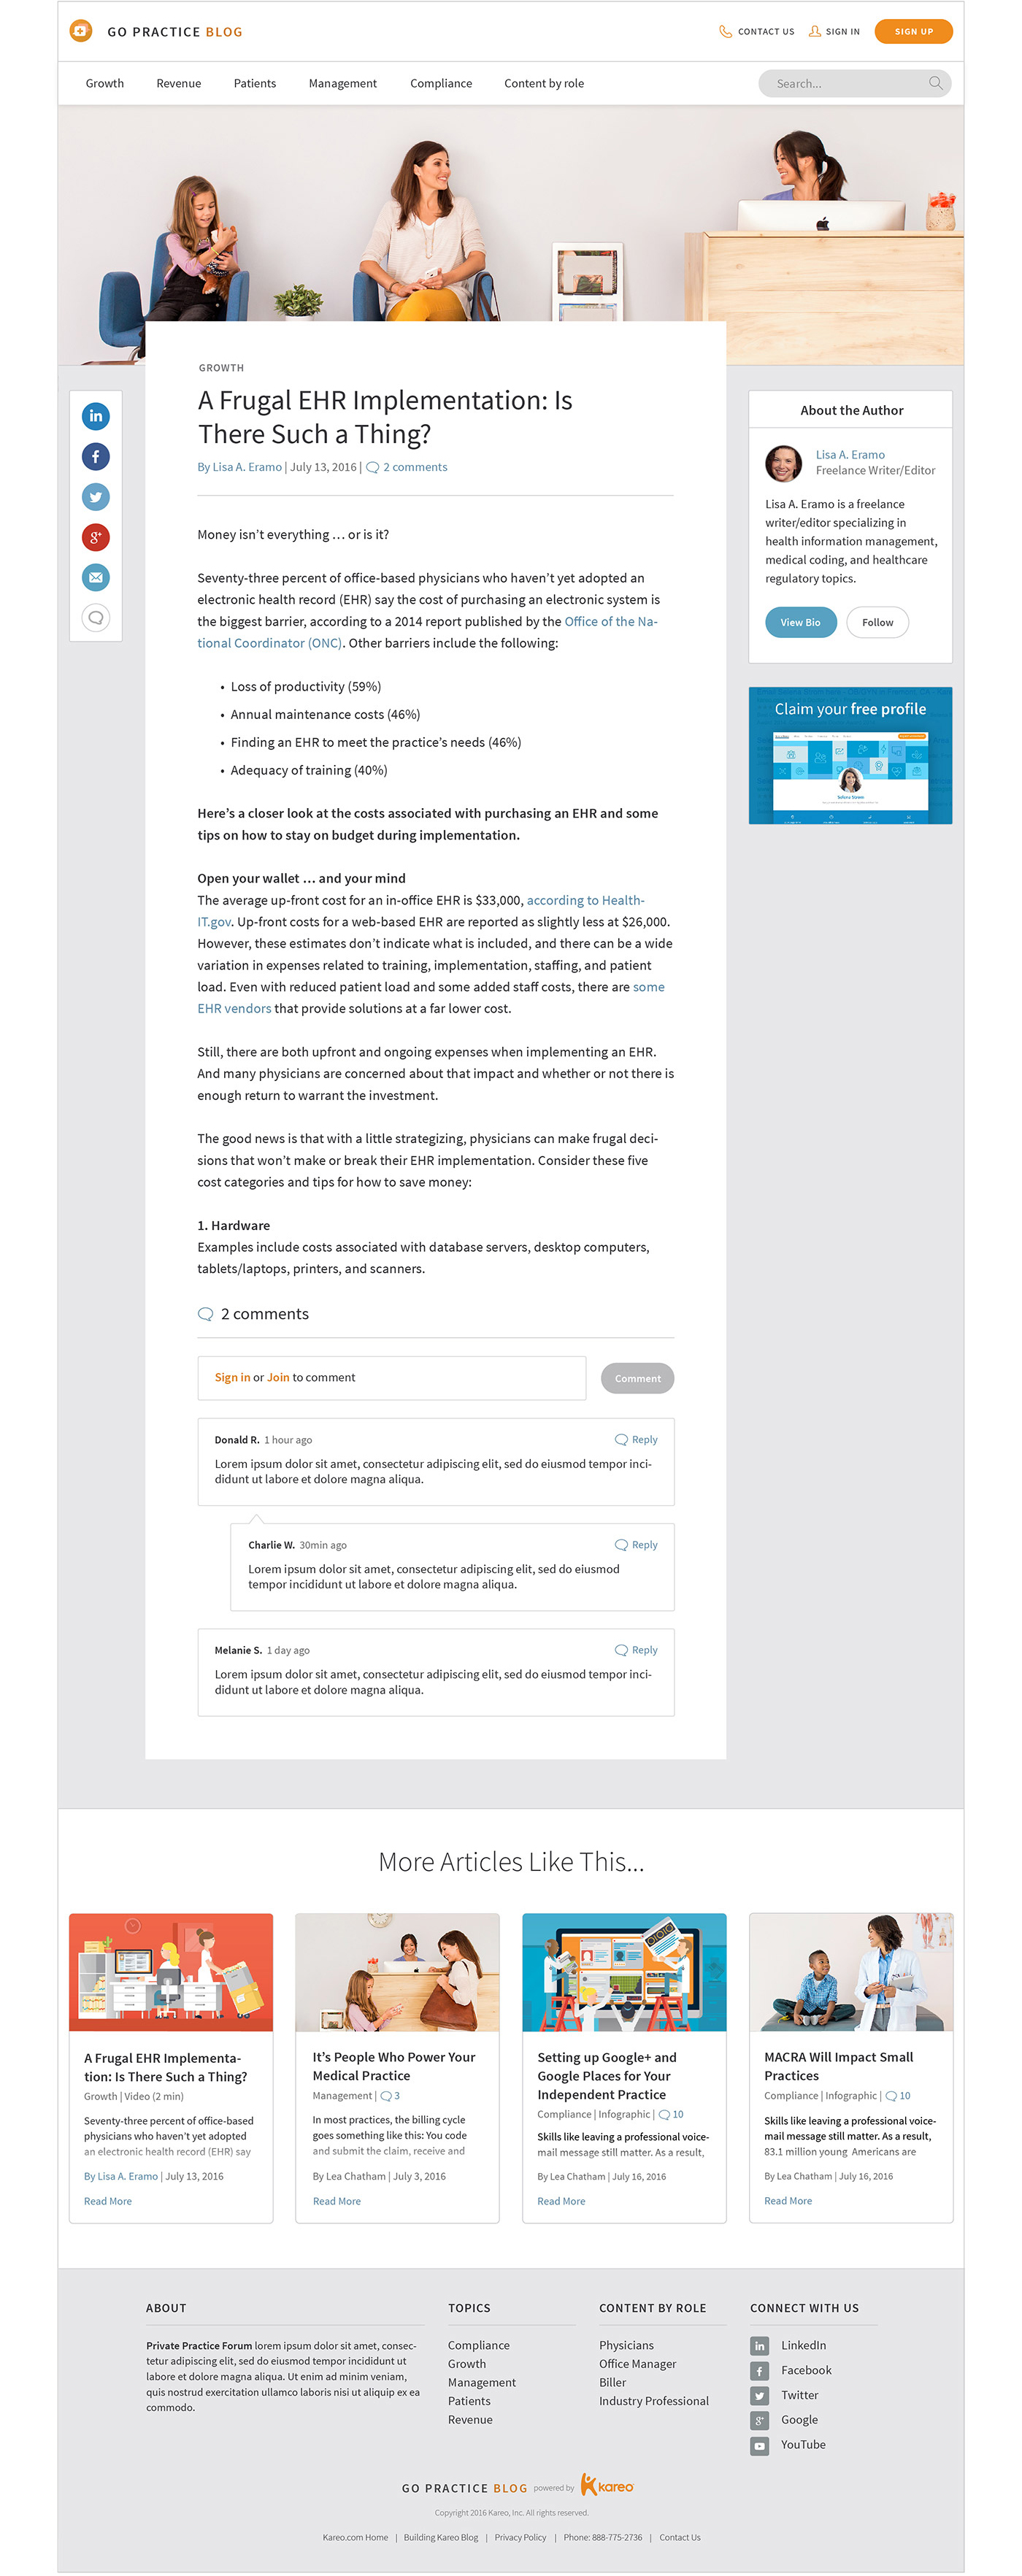 GO PRACTICE BLOG
CONTACT US
SIGN IN
SIGN UP
Growth
Revenue
Patients
Management
Compliance
Content by role
Search...
GROWTH
A Frugal EHR Implementation: Is
There Such a Thing?
By Lisa A. Eramo | July 13, 2016 | 2 comments
Money isn't everything … or is it?
Seventy-three percent of office-based physicians who haven't yet adopted an
electronic health record (EHR) say the cost of purchasing an electronic system is
the biggest barrier, according to a 2014 report published by the Office of the Na-
tional Coordinator (ONC). Other barriers include the following:
• Loss of productivity (59%)
• Annual maintenance costs (46%)
• Finding an EHR to meet the practice's needs (46%)
• Adequacy of training (40%)
Here's a closer look at the costs associated with purchasing an EHR and some
tips on how to stay on budget during implementation.
Open your wallet … and your mind
The average up-front cost for an in-office EHR is $33,000, according to Health-
IT.gov. Up-front costs for a web-based EHR are reported as slightly less at $26,000.
However, these estimates don't indicate what is included, and there can be a wide
variation in expenses related to training, implementation, staffing, and patient
load. Even with reduced patient load and some added staff costs, there are some
EHR vendors that provide solutions at a far lower cost.
Still, there are both upfront and ongoing expenses when implementing an EHR.
And many physicians are concerned about that impact and whether or not there is
enough return to warrant the investment.
The good news is that with a little strategizing, physicians can make frugal deci-
sions that won't make or break their EHR implementation. Consider these five
cost categories and tips for how to save money:
1. Hardware
Examples include costs associated with database servers, desktop computers,
tablets/laptops, printers, and scanners.
2 comments
Sign in or Join to comment
Comment
Donald R. 1 hour ago
Reply
Lorem ipsum dolor sit amet, consectetur adipiscing elit, sed do eiusmod tempor inci-
didunt ut labore et dolore magna aliqua.
Charlie W. 30min ago
Reply
Lorem ipsum dolor sit amet, consectetur adipiscing elit, sed do eiusmod
tempor incididunt ut labore et dolore magna aliqua.
Melanie S. 1 day ago
Reply
Lorem ipsum dolor sit amet, consectetur adipiscing elit, sed do eiusmod tempor inci-
didunt ut labore et dolore magna aliqua.
About the Author
Lisa A. Eramo
Freelance Writer/Editor
Lisa A. Eramo is a freelance
writer/editor specializing in
health information management,
medical coding, and healthcare
regulatory topics.
View Bio
Follow
Claim your free profile
More Articles Like This...
A Frugal EHR Implementa-
tion: Is There Such a Thing?
Growth | Video (2 min)
Seventy-three percent of office-based
physicians who haven't yet adopted
an electronic health record (EHR) say
By Lisa A. Eramo | July 13, 2016
Read More
It's People Who Power Your
Medical Practice
Management | 3
In most practices, the billing cycle
goes something like this: You code
and submit the claim, receive and
By Lea Chatham | July 3, 2016
Read More
Setting up Google+ and
Google Places for Your
Independent Practice
Compliance | Infographic | 10
Skills like leaving a professional voice-
mail message still matter. As a result,
By Lea Chatham | July 16, 2016
Read More
MACRA Will Impact Small
Practices
Compliance | Infographic | 10
Skills like leaving a professional voice-
mail message still matter. As a result,
83.1 million young Americans are
By Lea Chatham | July 16, 2016
Read More
ABOUT
Private Practice Forum lorem ipsum dolor sit amet, consec-
tetur adipiscing elit, sed do eiusmod tempor incididunt ut
labore et dolore magna aliqua. Ut enim ad minim veniam,
quis nostrud exercitation ullamco laboris nisi ut aliquip ex ea
commodo.
TOPICS
Compliance
Growth
Management
Patients
Revenue
CONTENT BY ROLE
Physicians
Office Manager
Biller
Industry Professional
CONNECT WITH US
LinkedIn
Facebook
Twitter
Google
YouTube
GO PRACTICE BLOG powered by kareo
Copyright 2016 Kareo, Inc. All rights reserved.
Kareo.com Home | Building Kareo Blog | Privacy Policy | Phone: 888-775-2736 | Contact Us